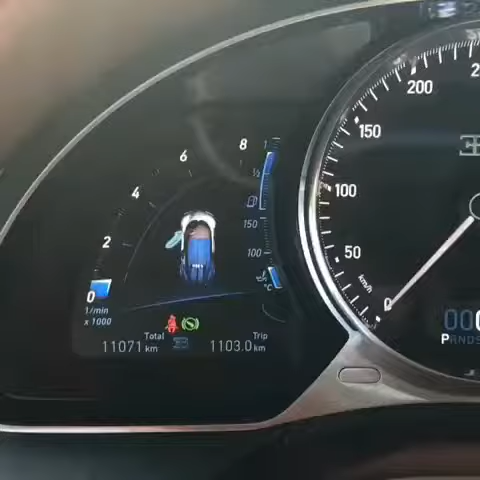 200
150
100
50
km/h
0
8
1
½
6
4
2
0
150
100
°C
1/min
x 1000
Total
11071 km
Trip
1103.0 km
PRNDS